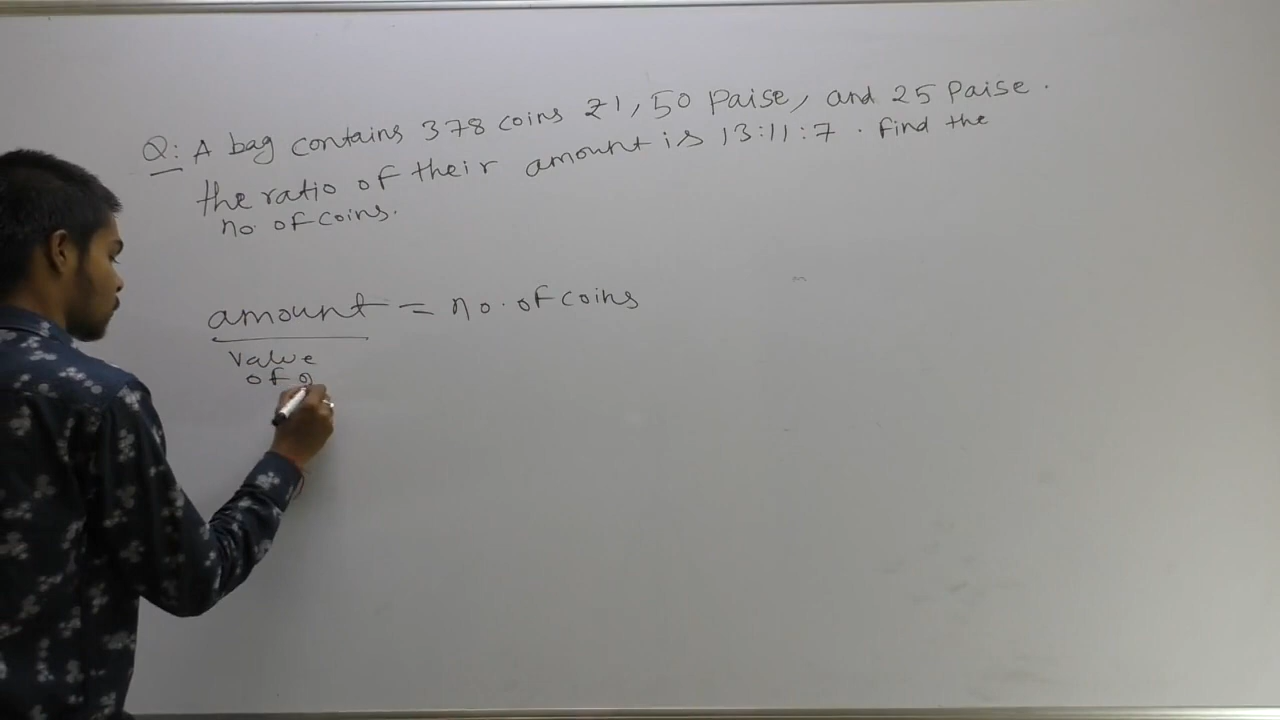 Q: A bag contains 378 coins ₹1, 50 Paise, and 25 Paise.
the ratio of their amount is 13:11:7. find the
no. of coins.
amount = no. of coins
value
of a